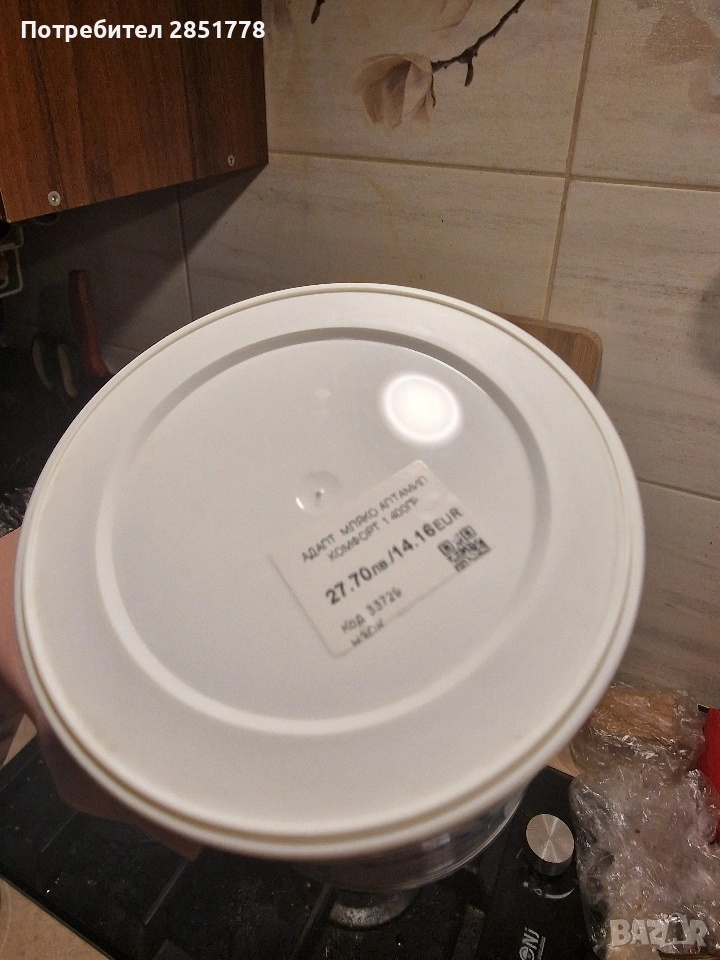 Потребител 2851778
АДАПТ. МЛЯКО АПТАМИЛ
КОМФОРТ 1 400ГР
27.70лв/14.16EUR
Код 33726
BAZAR